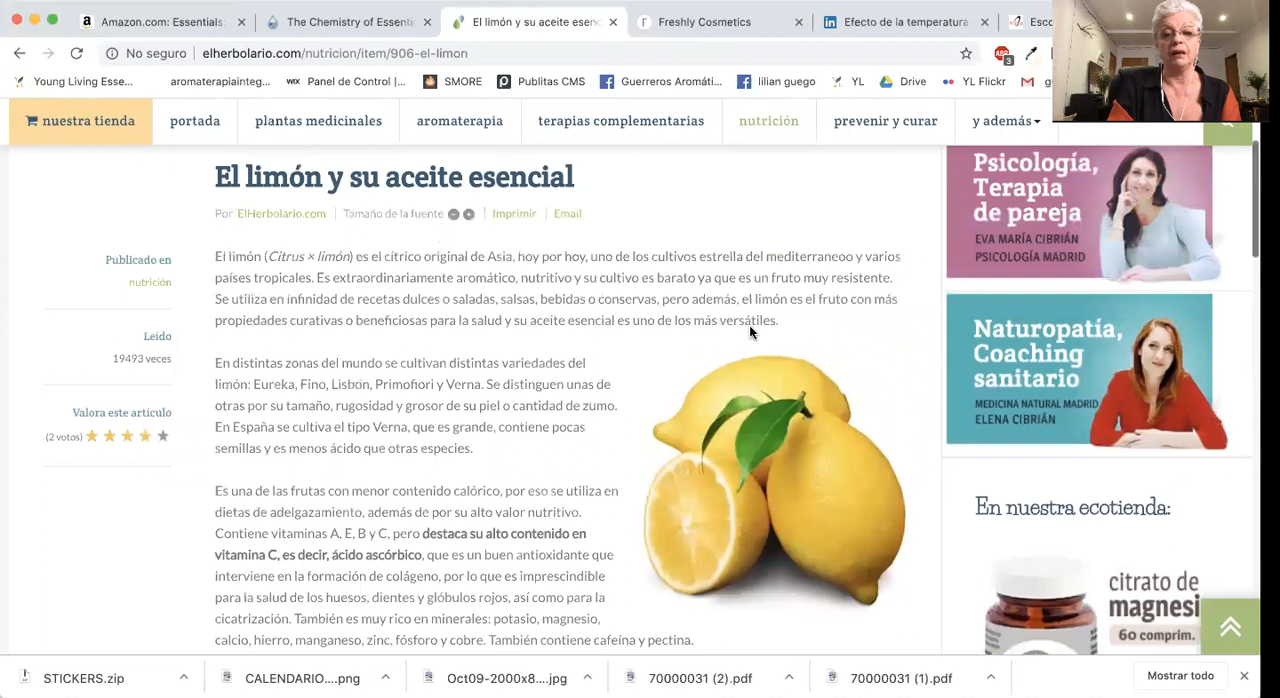 Amazon.com: Essentials:
The Chemistry of Essenti
El limón y su aceite esenc
Freshly Cosmetics
Efecto de la temperatura
Esco
No seguro
elherbolario.com/nutricion/item/906-el-limon
ABP
3
Young Living Esse...
aromaterapiainteg...
WIX Panel de Control |...
SMORE
Publitas CMS
Guerreros Aromáti...
lilian guego
YL
Drive
YL Flickr
nuestra tienda
portada
plantas medicinales
aromaterapia
terapias complementarias
nutrición
prevenir y curar
y además
El limón y su aceite esencial
Por ElHerbolario.com
Tamaño de la fuente
Imprimir
Email
Publicado en
nutrición
Leido
19493 veces
Valora este artículo
(2 votos)
El limón (Citrus × limón) es el cítrico original de Asia, hoy por hoy, uno de los cultivos estrella del mediterraneoo y varios
países tropicales. Es extraordinariamente aromático, nutritivo y su cultivo es barato ya que es un fruto muy resistente.
Se utiliza en infinidad de recetas dulces o saladas, salsas, bebidas o conservas, pero además, el limón es el fruto con más
propiedades curativas o beneficiosas para la salud y su aceite esencial es uno de los más versátiles.
En distintas zonas del mundo se cultivan distintas variedades del
limón: Eureka, Fino, Lisbon, Primofiori y Verna. Se distinguen unas de
otras por su tamaño, rugosidad y grosor de su piel o cantidad de zumo.
En España se cultiva el tipo Verna, que es grande, contiene pocas
semillas y es menos ácido que otras especies.
Es una de las frutas con menor contenido calórico, por eso se utiliza en
dietas de adelgazamiento, además de por su alto valor nutritivo.
Contiene vitaminas A, E, B y C, pero destaca su alto contenido en
vitamina C, es decir, ácido ascórbico, que es un buen antioxidante que
interviene en la formación de colágeno, por lo que es imprescindible
para la salud de los huesos, dientes y glóbulos rojos, así como para la
cicatrización. También es muy rico en minerales: potasio, magnesio,
calcio, hierro, manganeso, zinc, fósforo y cobre. También contiene cafeína y pectina.
Psicología,
Terapia
de pareja
EVA MARÍA CIBRIÁN
PSICOLOGÍA MADRID
Naturopatía,
Coaching
sanitario
MEDICINA NATURAL MADRID
ELENA CIBRIÁN
En nuestra ecotienda:
citrato de
magnesi
60 comprim.
STICKERS.zip
CALENDARIO....png
Oct09-2000x8....jpg
70000031 (2).pdf
70000031 (1).pdf
Mostrar todo